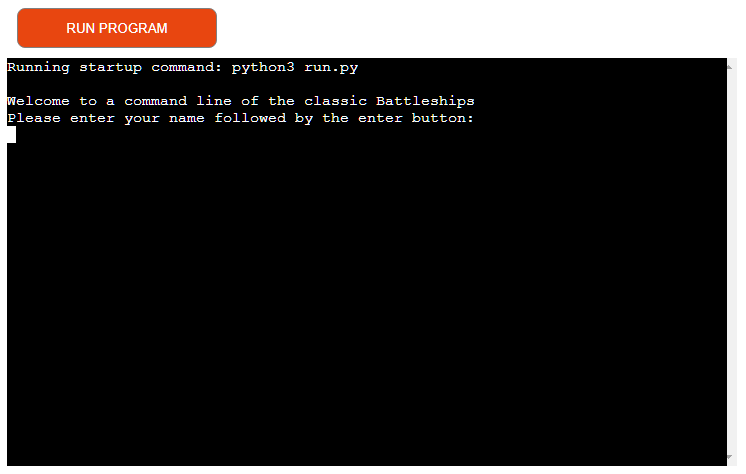 RUN PROGRAM
Running startup command: python3 run.py
Welcome to a command line of the classic Battleships
Please enter your name followed by the enter button: